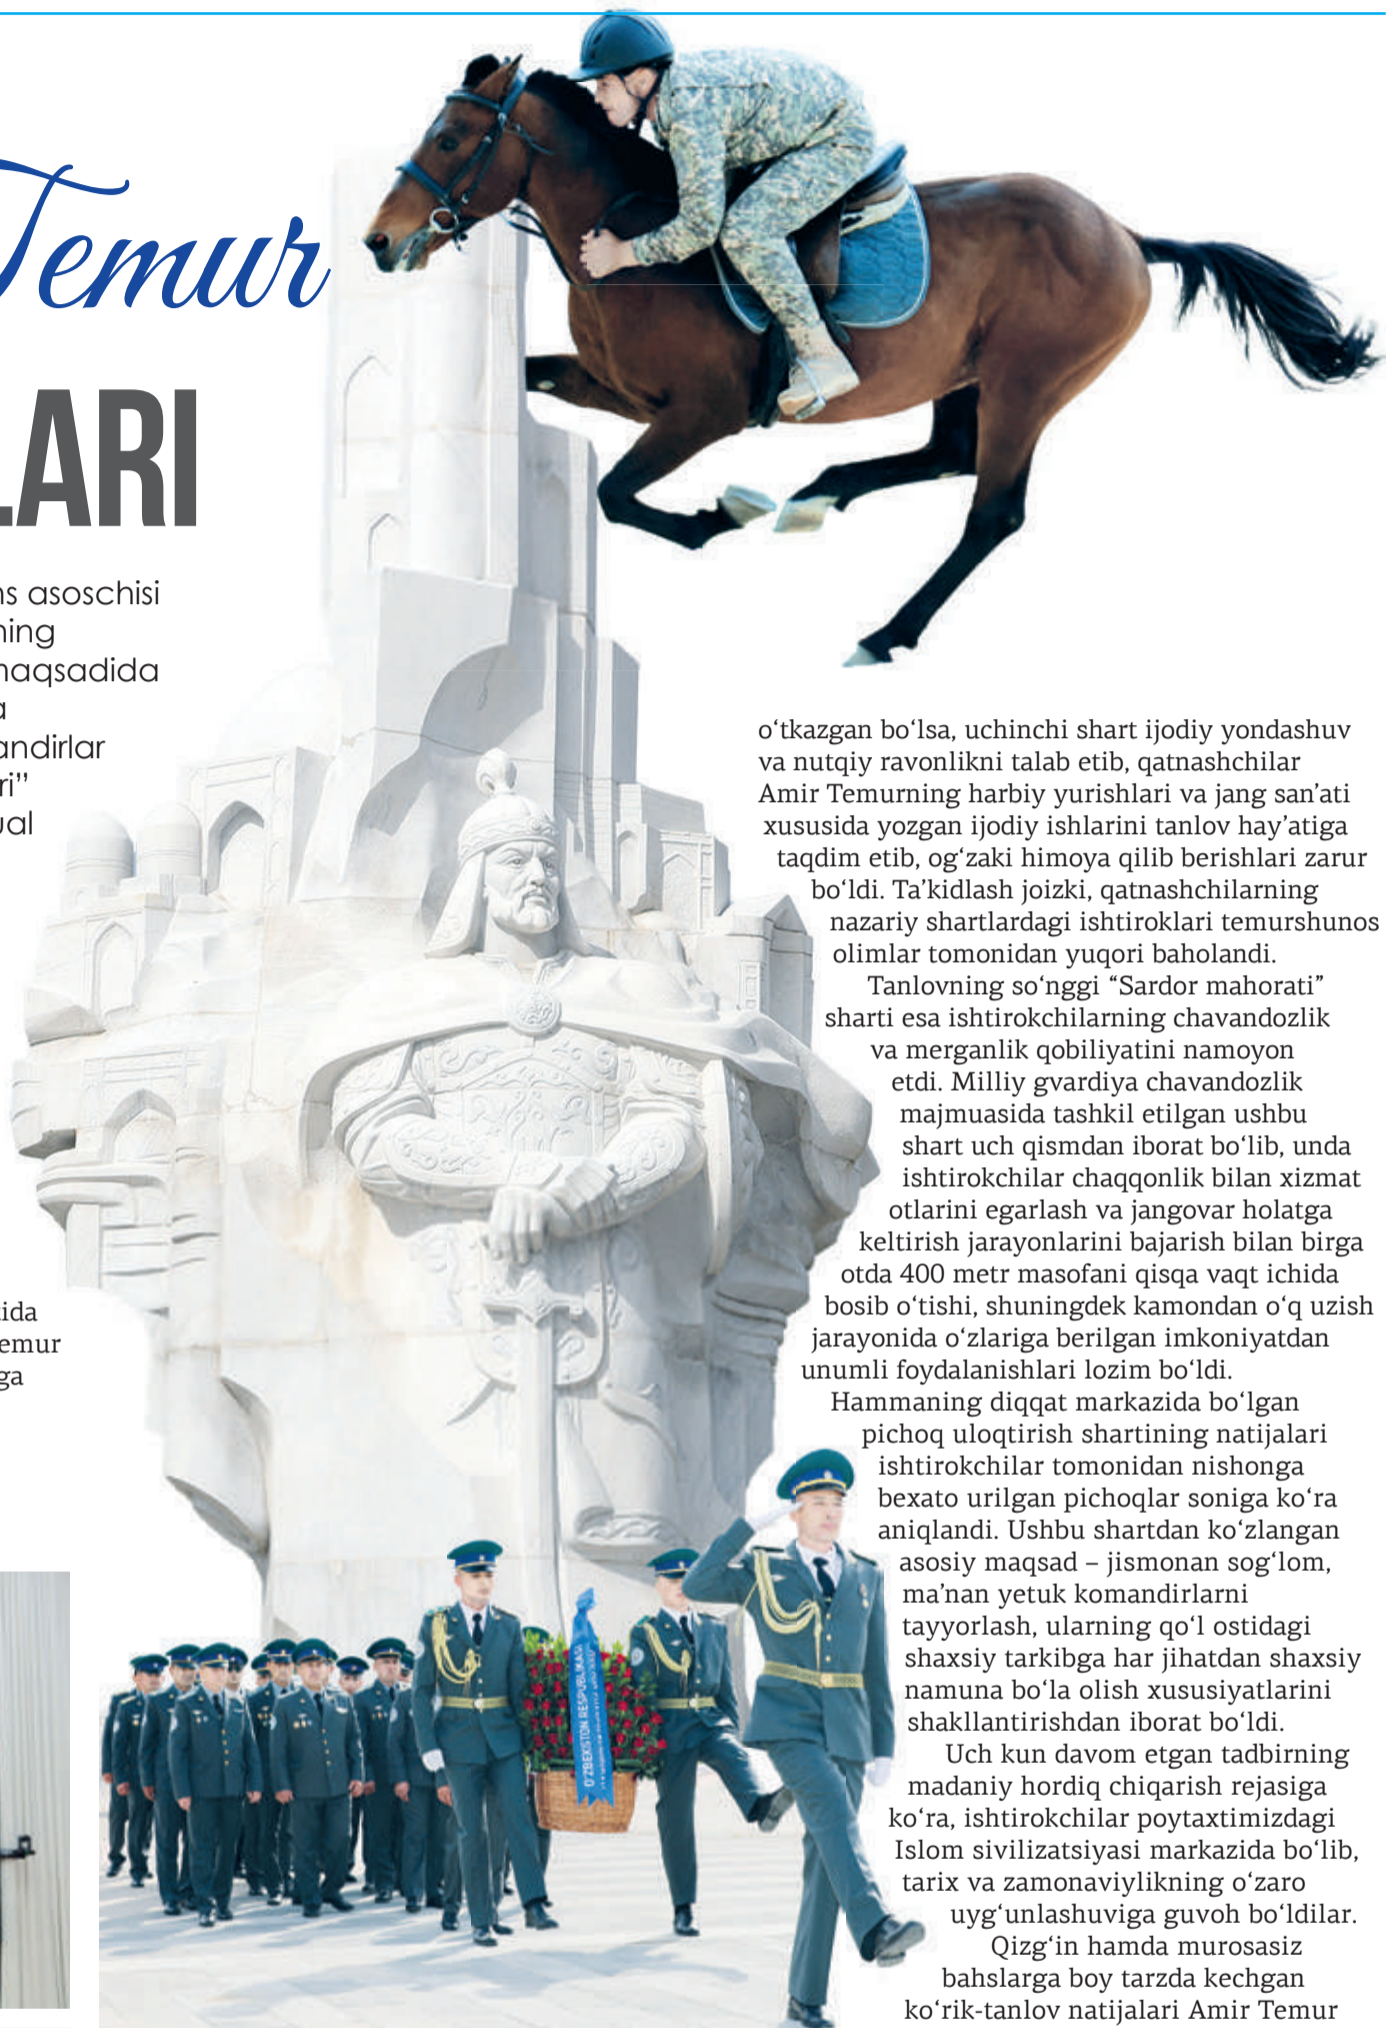 Temur
LARI
ns asoschisi
ning
maqsadida
a
andirlar
ri”
ual
ida
emur
ga
o‘tkazgan bo‘lsa, uchinchi shart ijodiy yondashuv
va nutqiy ravonlikni talab etib, qatnashchilar
Amir Temurning harbiy yurishlari va jang san’ati
xususida yozgan ijodiy ishlarini tanlov hay’atiga
taqdim etib, og‘zaki himoya qilib berishlari zarur
bo‘ldi. Ta’kidlash joizki, qatnashchilarning
nazariy shartlardagi ishtiroklari temurshunos
olimlar tomonidan yuqori baholandi.
Tanlovning so‘nggi “Sardor mahorati”
sharti esa ishtirokchilarning chavandozlik
va merganlik qobiliyatini namoyon
etdi. Milliy gvardiya chavandozlik
majmuasida tashkil etilgan ushbu
shart uch qismdan iborat bo‘lib, unda
ishtirokchilar chaqqonlik bilan xizmat
otlarini egarlash va jangovar holatga
keltirish jarayonlarini bajarish bilan birga
otda 400 metr masofani qisqa vaqt ichida
bosib o‘tishi, shuningdek kamondan o‘q uzish
jarayonida o‘zlariga berilgan imkoniyatdan
unumli foydalanishlari lozim bo‘ldi.
Hammaning diqqat markazida bo‘lgan
pichoq uloqtirish shartining natijalari
ishtirokchilar tomonidan nishonga
bexato urilgan pichoqlar soniga ko‘ra
aniqlandi. Ushbu shartdan ko‘zlangan
asosiy maqsad – jismonan sog‘lom,
ma’nan yetuk komandirlarni
tayyorlash, ularning qo‘l ostidagi
shaxsiy tarkibga har jihatdan shaxsiy
namuna bo‘la olish xususiyatlarini
shakllantirishdan iborat bo‘ldi.
Uch kun davom etgan tadbirning
madaniy hordiq chiqarish rejasiga
ko‘ra, ishtirokchilar poytaxtimizdagi
Islom sivilizatsiyasi markazida bo‘lib,
tarix va zamonaviylikning o‘zaro
uyg‘unlashuviga guvoh bo‘ldilar.
Qizg‘in hamda murosasiz
bahslarga boy tarzda kechgan
ko‘rik-tanlov natijalari Amir Temur
O‘ZBEKISTON RESPUBLIKASI